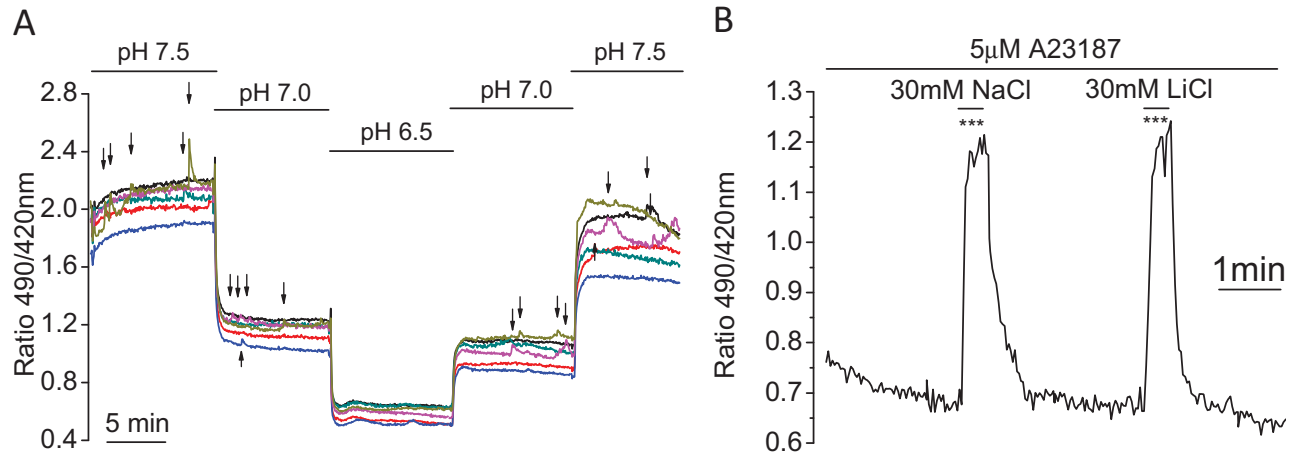 A
pH 7.5
pH 7.0
pH 6.5
pH 7.0
pH 7.5
Ratio 490/420nm
2.8
2.4
2.0
1.6
1.2
0.8
0.4
5 min
B
5μM A23187
30mM NaCl
30mM LiCl
***
***
Ratio 490/420nm
1.3
1.2
1.1
1.0
0.9
0.8
0.7
0.6
1min